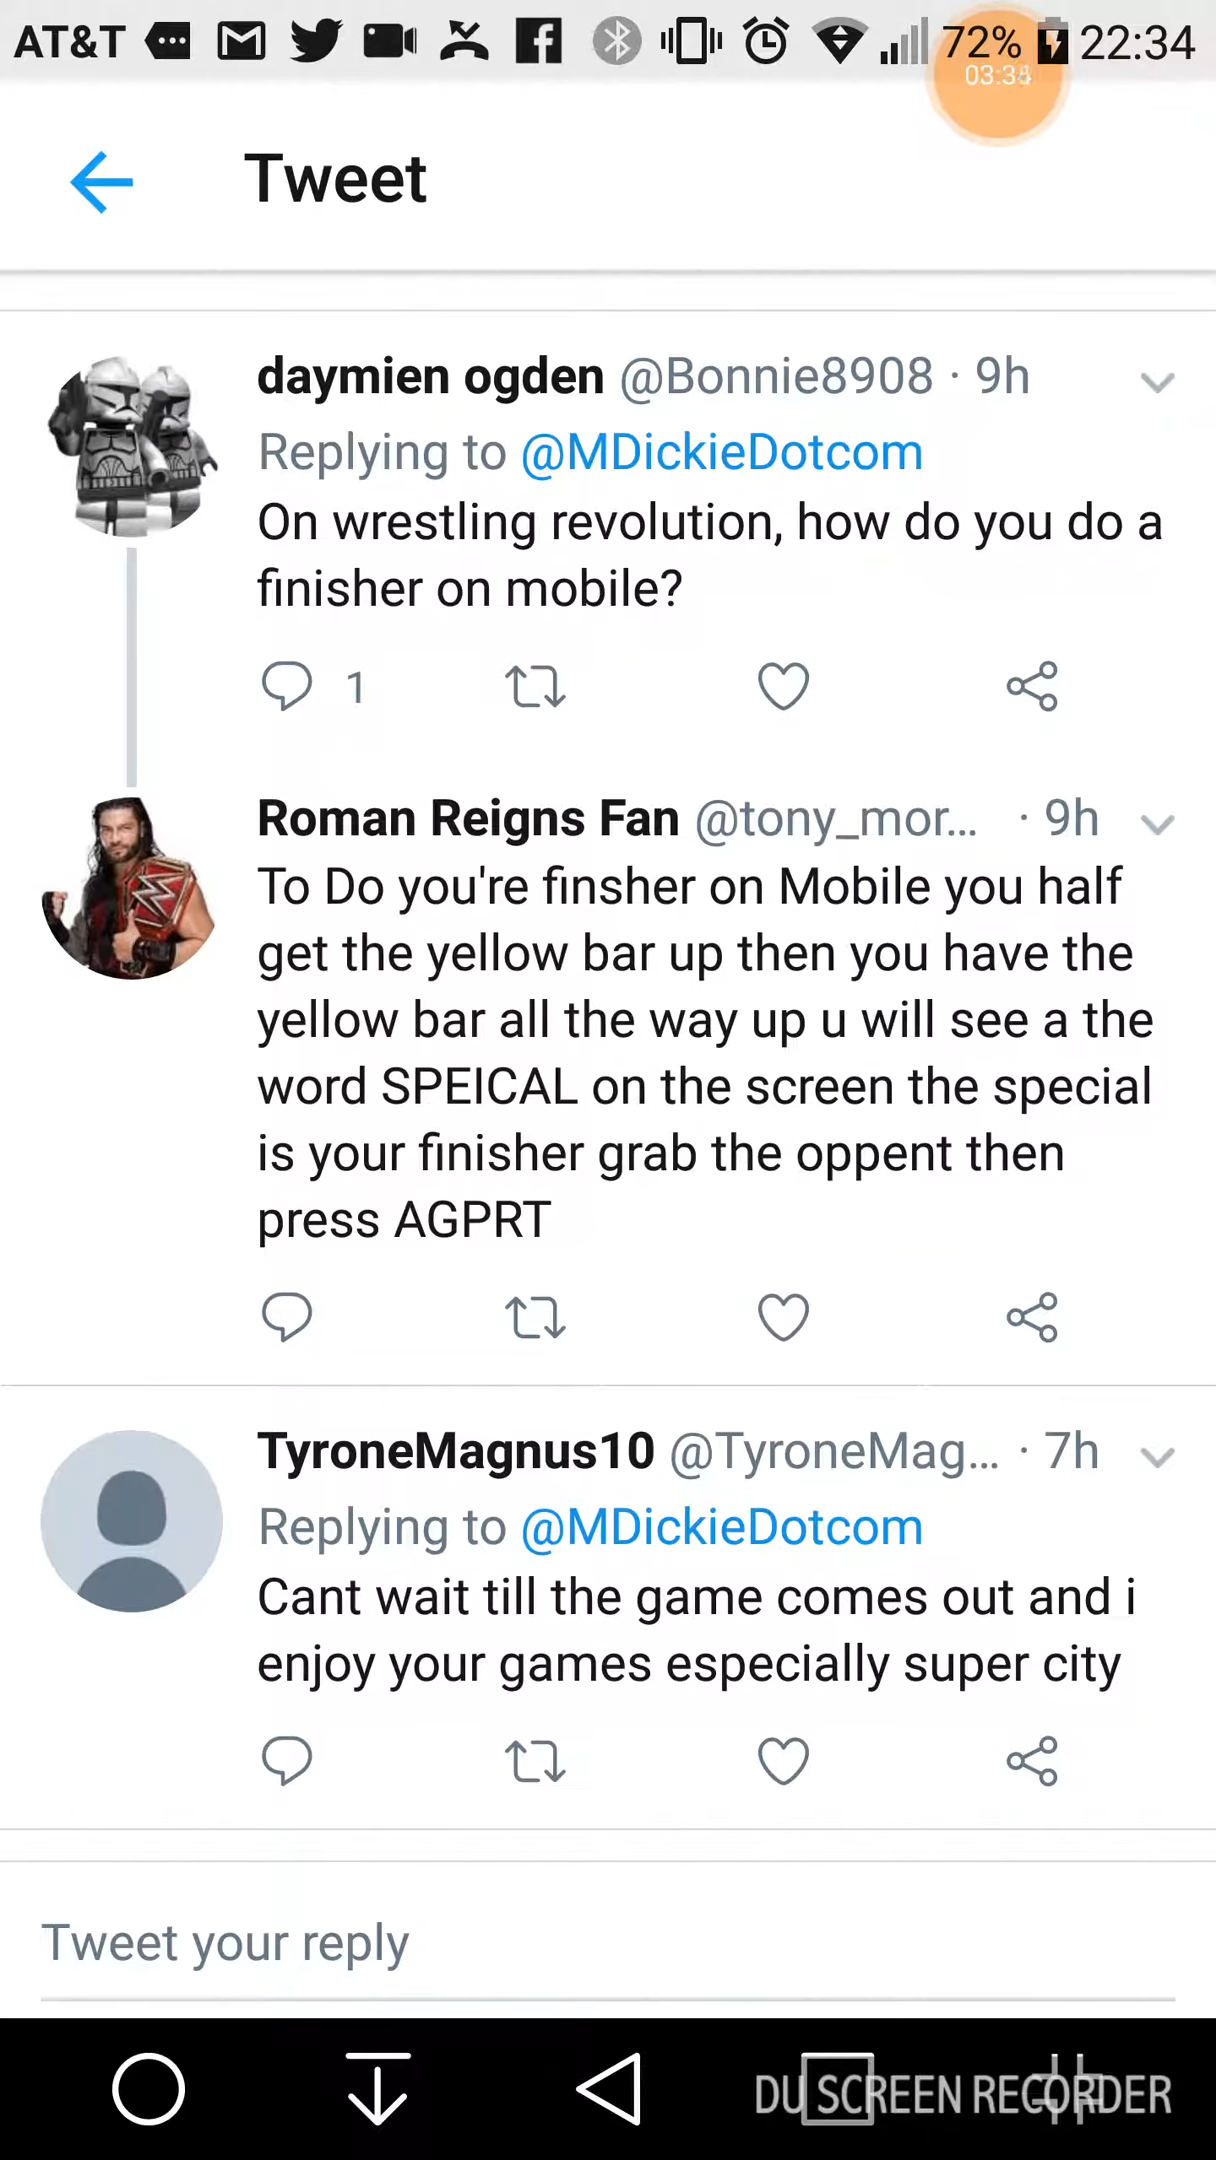 AT&T 72% 22:34
Tweet
daymien ogden @Bonnie8908 · 9h
Replying to @MDickieDotcom
On wrestling revolution, how do you do a
finisher on mobile?
1
Roman Reigns Fan @tony_mor... · 9h
To Do you're finsher on Mobile you half
get the yellow bar up then you have the
yellow bar all the way up u will see a the
word SPEICAL on the screen the special
is your finisher grab the oppent then
press AGPRT
TyroneMagnus10 @TyroneMag... · 7h
Replying to @MDickieDotcom
Cant wait till the game comes out and i
enjoy your games especially super city
Tweet your reply
DU SCREEN RECORDER